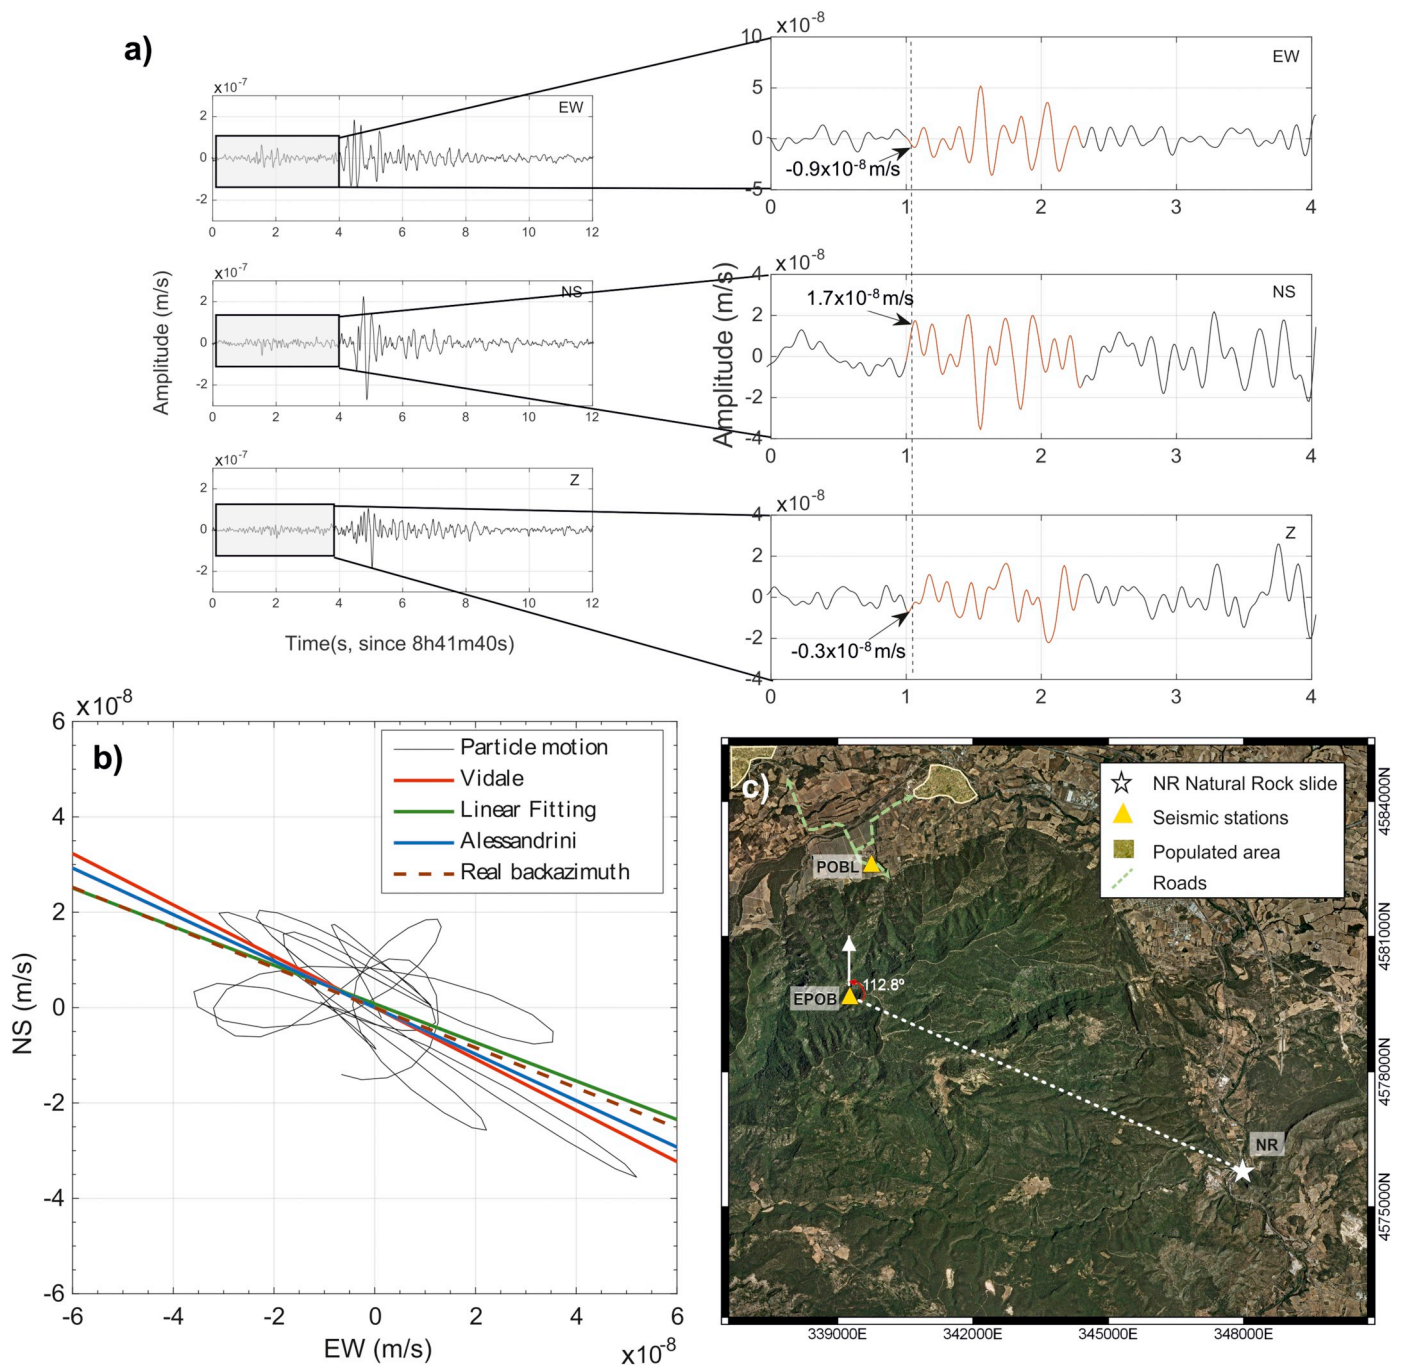 a)
x10-7
EW
2
0
-2
0 2 4 6 8 10 12
x10-7
NS
2
0
-2
0 2 4 6 8 10 12
x10-7
Z
2
0
-2
0 2 4 6 8 10 12
Amplitude (m/s)
Time(s, since 8h41m40s)
x10-8
EW
10
5
0
-5
-0.9x10-8 m/s
0 1 2 3 4
x10-8
NS
4
2
0
-2
-4
1.7x10-8 m/s
0 1 2 3 4
Amplitude (m/s)
x10-8
Z
4
2
0
-2
-4
-0.3x10-8 m/s
0 1 2 3 4
b)
x10-8
6
4
2
0
-2
-4
-6
NS (m/s)
Particle motion
Vidale
Linear Fitting
Alessandrini
Real backazimuth
-6 -4 -2 0 2 4 6
EW (m/s)
x10-8
c)
NR Natural Rock slide
Seismic stations
Populated area
Roads
POBL
112.8º
EPOB
NR
4584000N
4581000N
4578000N
4575000N
339000E 342000E 345000E 348000E